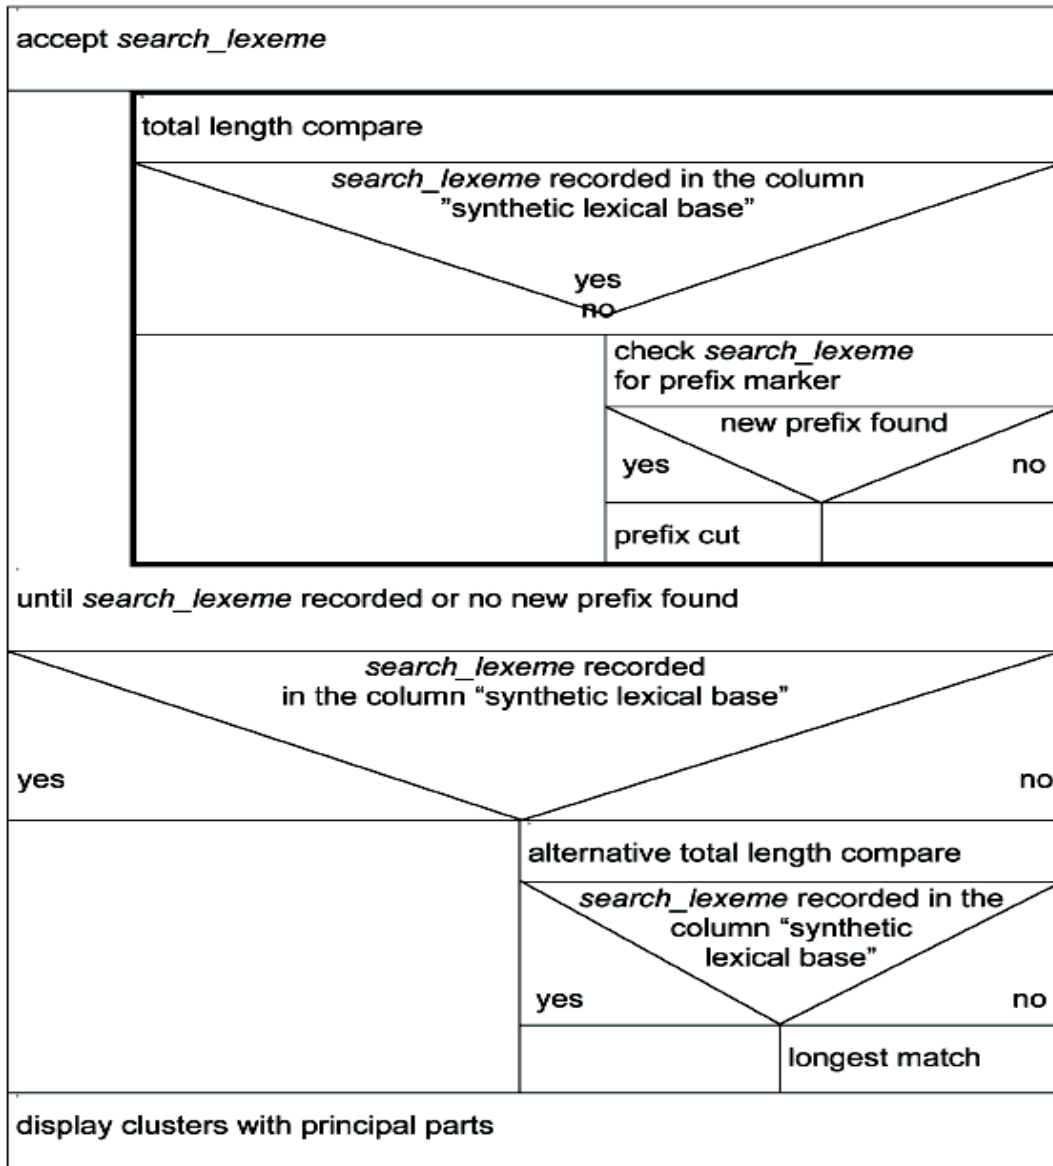 accept search_lexeme
total length compare
search_lexeme recorded in the column
"synthetic lexical base"
yes
no
check search_lexeme
for prefix marker
new prefix found
yes no
prefix cut
until search_lexeme recorded or no new prefix found
search_lexeme recorded
in the column “synthetic lexical base”
yes no
alternative total length compare
search_lexeme recorded in the
column “synthetic
lexical base”
yes no
longest match
display clusters with principal parts